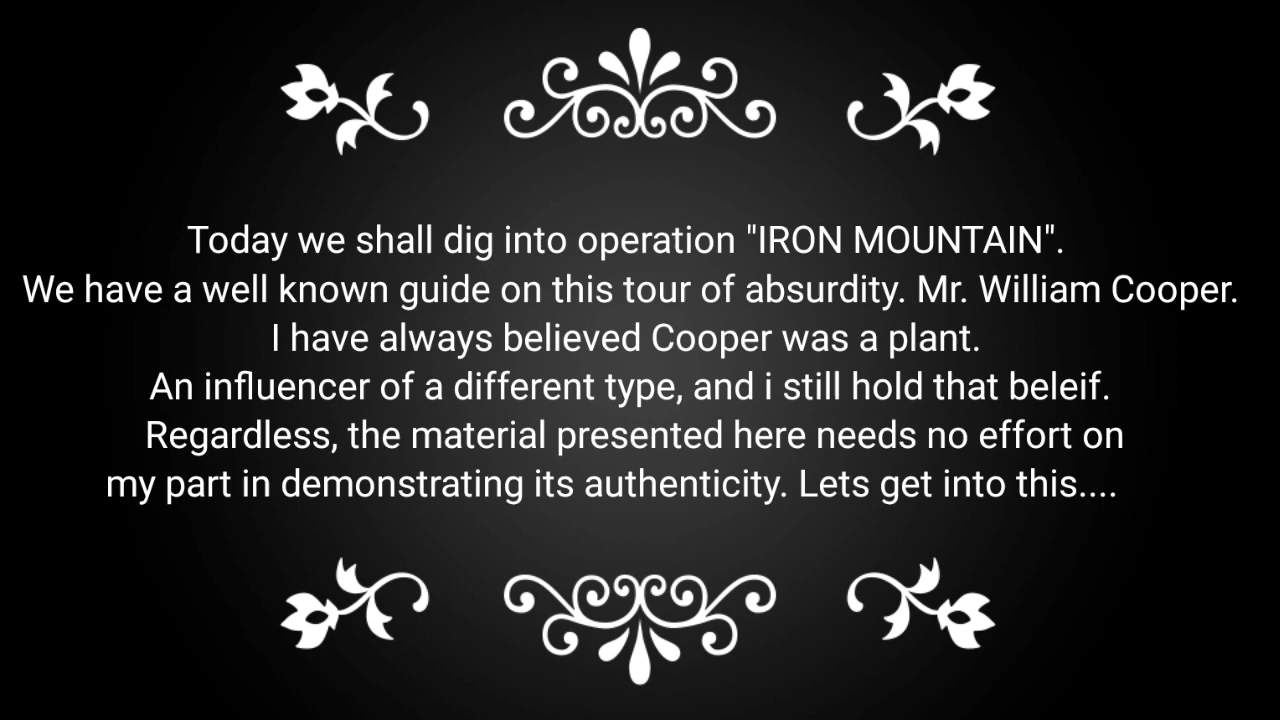 Today we shall dig into operation "IRON MOUNTAIN".
We have a well known guide on this tour of absurdity. Mr. William Cooper.
I have always believed Cooper was a plant.
An influencer of a different type, and i still hold that beleif.
Regardless, the material presented here needs no effort on
my part in demonstrating its authenticity. Lets get into this....